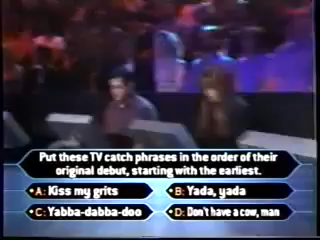 Put these TV catch phrases in the order of their
original debut, starting with the earliest.
A: Kiss my grits
B: Yada, yada
C: Yabba-dabba-doo
D: Don't have a cow, man